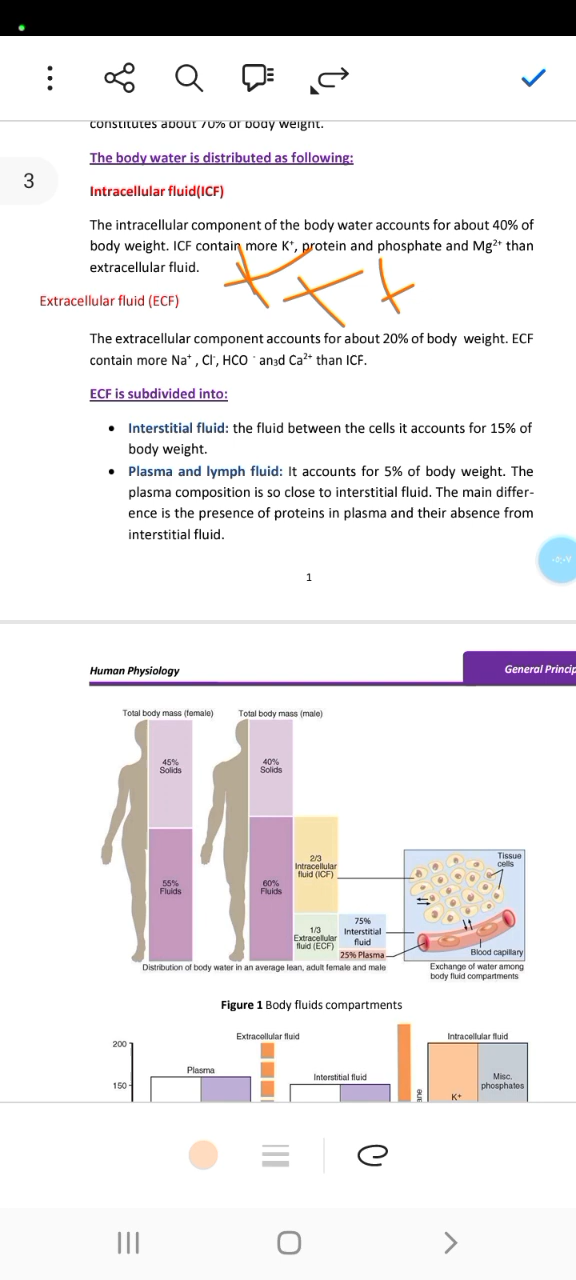 constitutes about 70% of body weight.
The body water is distributed as following:
3
Intracellular fluid(ICF)
The intracellular component of the body water accounts for about 40% of
body weight. ICF contain more K⁺, protein and phosphate and Mg²⁺ than
extracellular fluid.
Extracellular fluid (ECF)
The extracellular component accounts for about 20% of body weight. ECF
contain more Na⁺ , Cl⁻, HCO ⁻ an₃d Ca²⁺ than ICF.
ECF is subdivided into:
• Interstitial fluid: the fluid between the cells it accounts for 15% of
body weight.
• Plasma and lymph fluid: It accounts for 5% of body weight. The
plasma composition is so close to interstitial fluid. The main differ-
ence is the presence of proteins in plasma and their absence from
interstitial fluid.
1
Human Physiology
General Princip
Total body mass (female)
Total body mass (male)
45%
Solids
40%
Solids
55%
Fluids
60%
Fluids
2/3
Intracellular
fluid (ICF)
1/3
Extracellular
fluid (ECF)
75%
Interstitial
fluid
25% Plasma
Tissue
cells
Blood capillary
Distribution of body water in an average lean, adult female and male
Exchange of water among
body fluid compartments
Figure 1 Body fluids compartments
Extracellular fluid
Intracellular fluid
200
150
Plasma
Interstitial fluid
K+
Misc.
phosphates